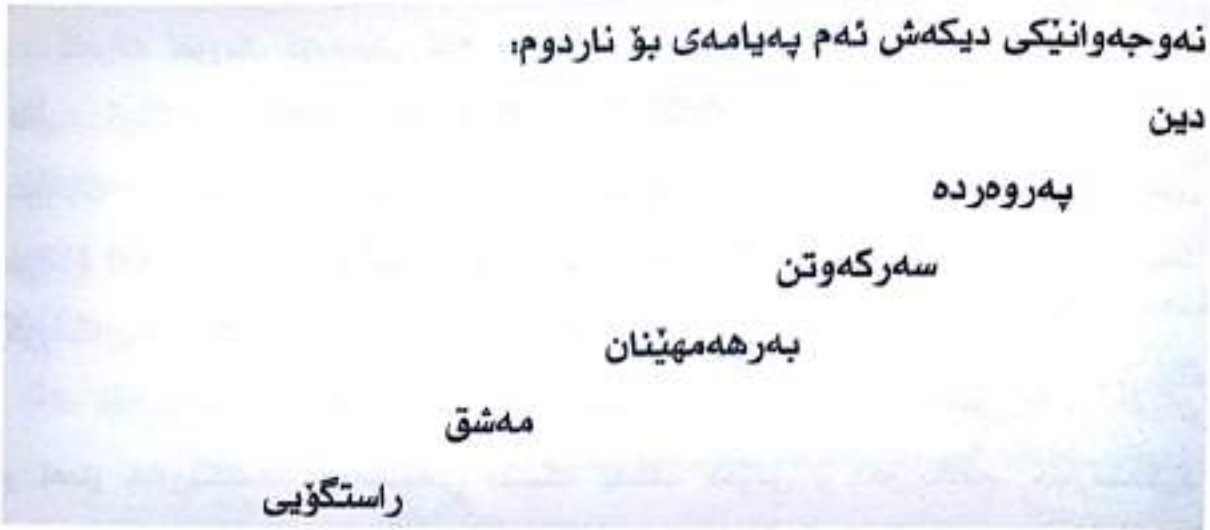 نەوجەوانێکی دیکەش ئەم پەیامەی بۆ ناردوم:
دین
پەروەردە
سەرکەوتن
بەرهەمهێنان
مەشق
راستگۆیی